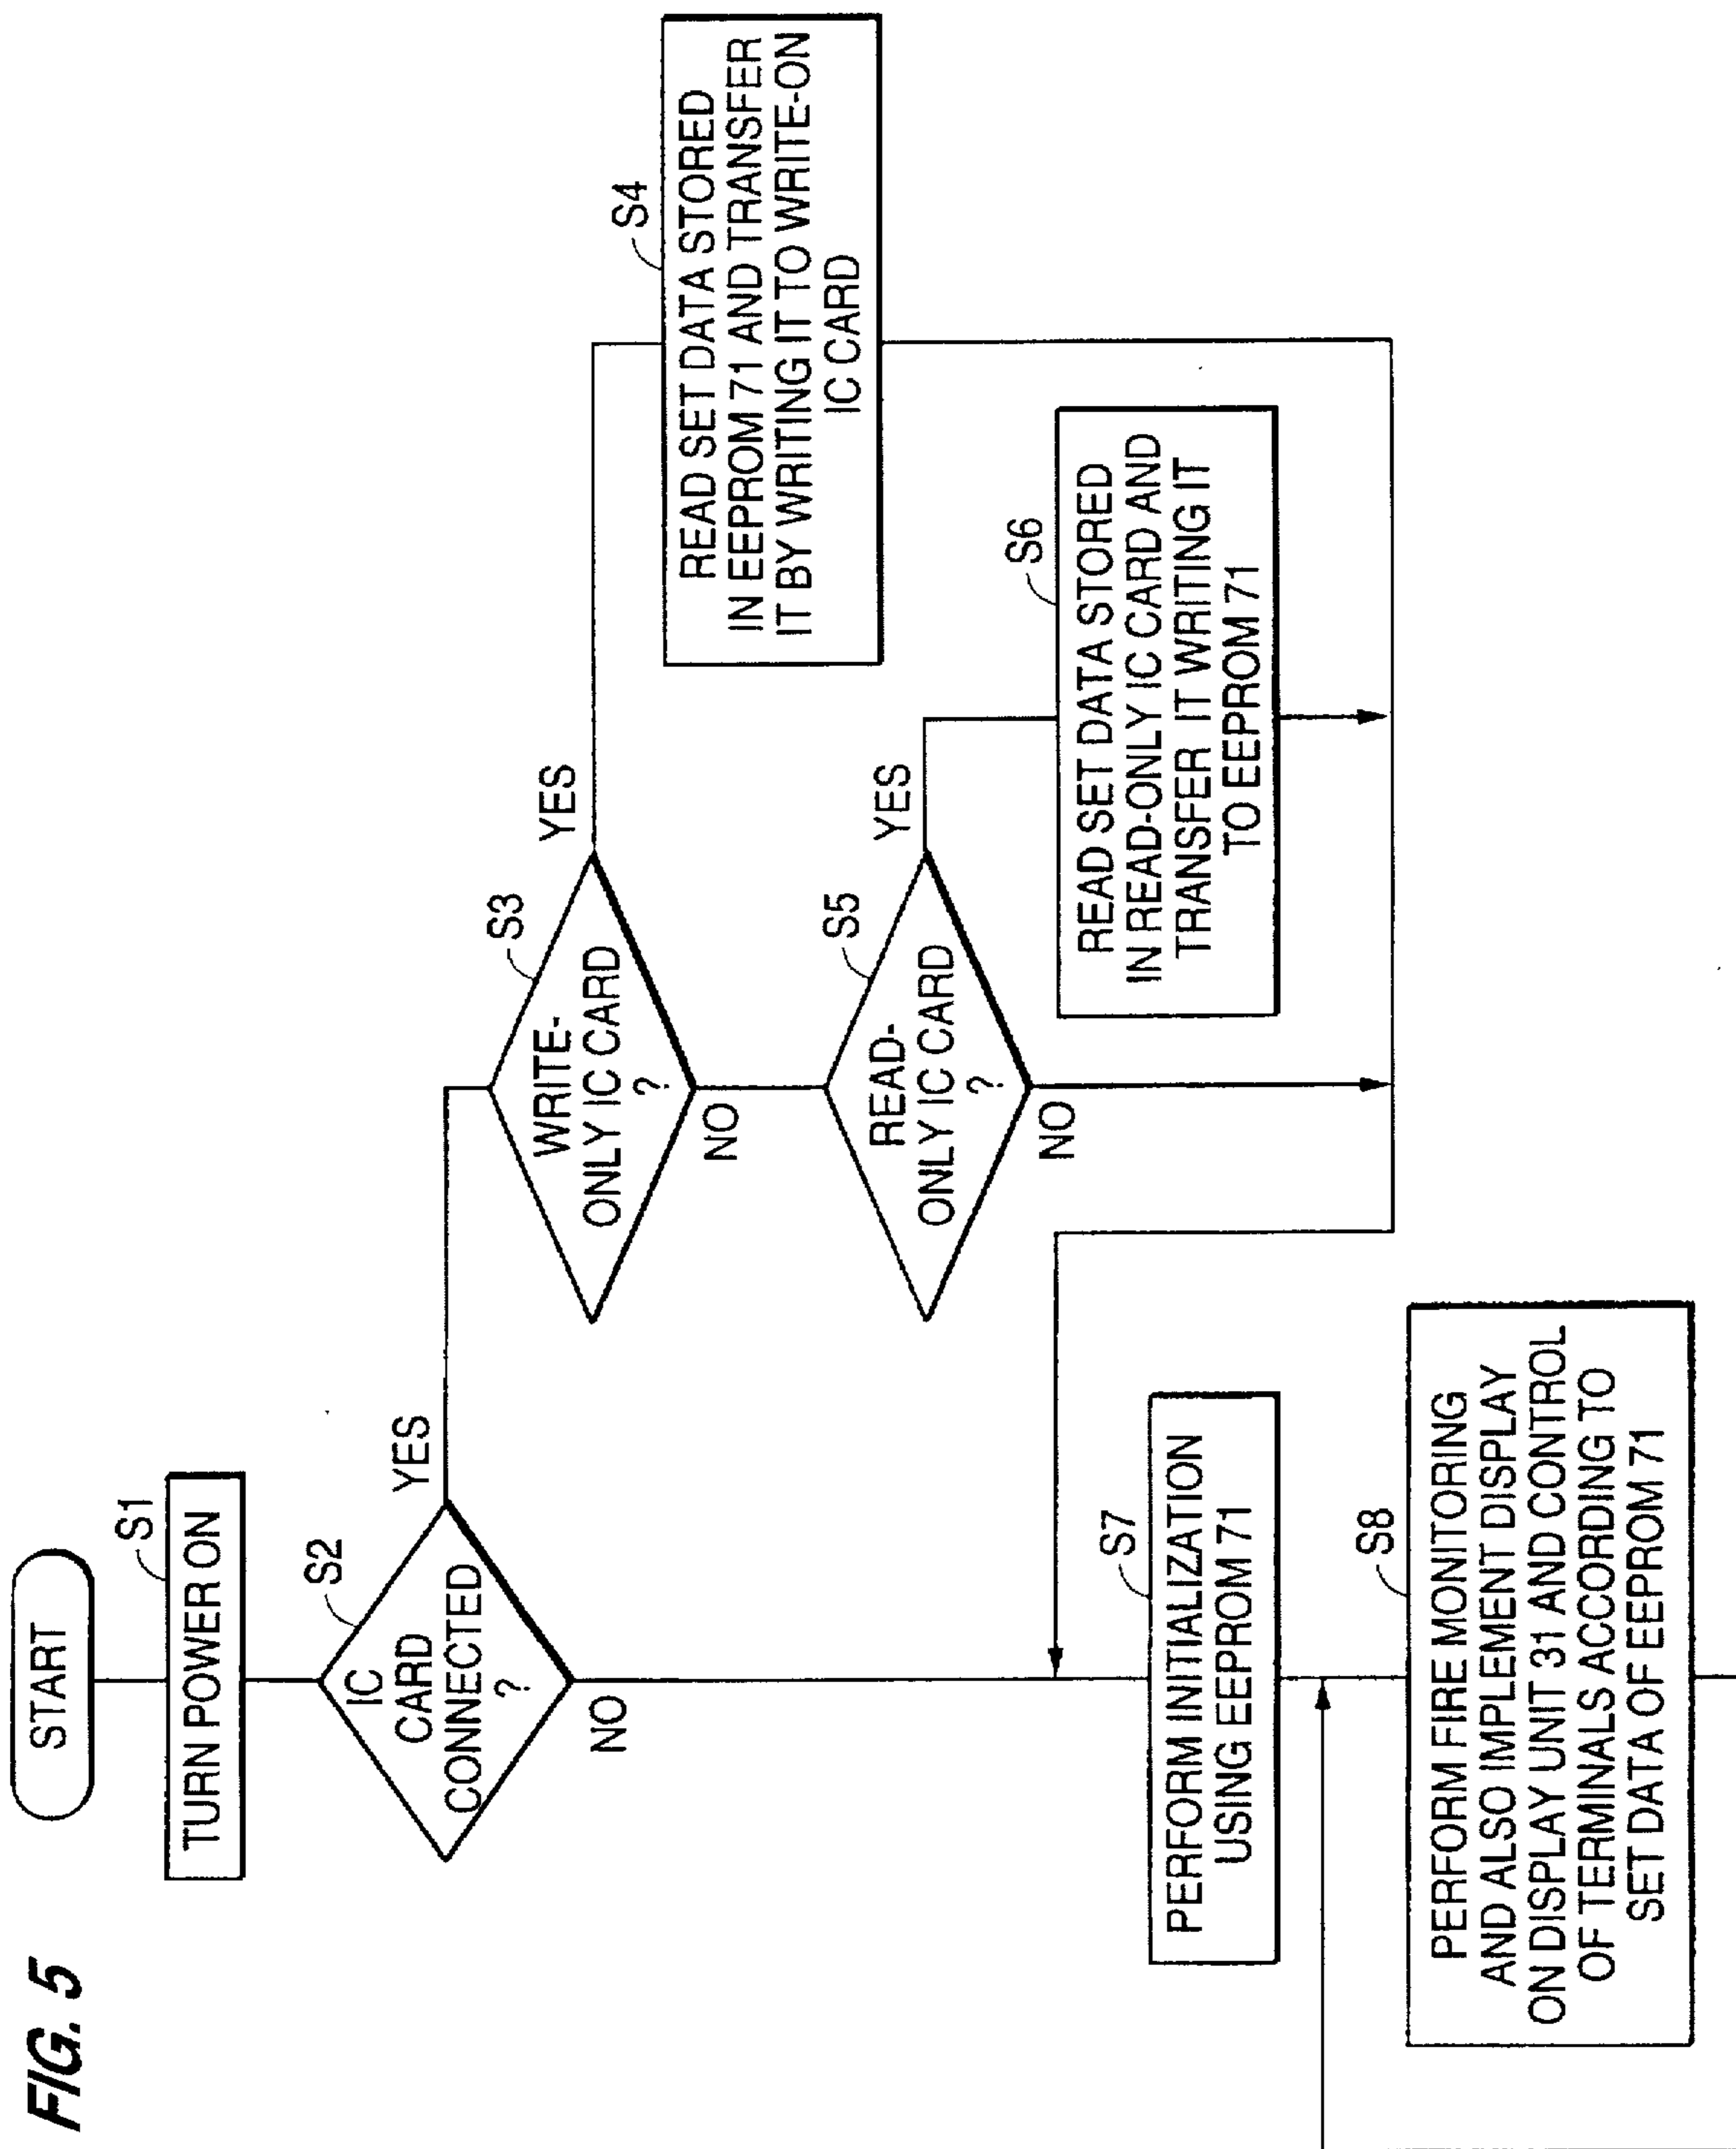 FIG. 5
START
S1
TURN POWER ON
S2
IC
CARD
CONNECTED
?
YES
NO
S3
WRITE-
ONLY IC CARD
?
YES
NO
S4
READ SET DATA STORED
IN EEPROM 71 AND TRANSFER
IT BY WRITING IT TO WRITE-ON
IC CARD
S5
READ-
ONLY IC CARD
?
YES
NO
S6
READ SET DATA STORED
IN READ-ONLY IC CARD AND
TRANSFER IT WRITING IT
TO EEPROM 71
S7
PERFORM INITIALIZATION
USING EEPROM 71
S8
PERFORM FIRE MONITORING
AND ALSO IMPLEMENT DISPLAY
ON DISPLAY UNIT 31 AND CONTROL
OF TERMINALS ACCORDING TO
SET DATA OF EEPROM 71